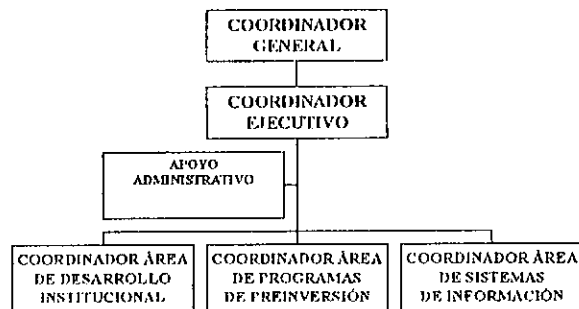 COORDINADOR
GENERAL
COORDINADOR
EJECUTIVO
APOYO
ADMINISTRATIVO
COORDINADOR ÁREA
DE DESARROLLO
INSTITUCIONAL
COORDINADOR ÁREA
DE PROGRAMAS
DE PREINVERSIÓN
COORDINADOR ÁREA
DE SISTEMAS
DE INFORMACIÓN